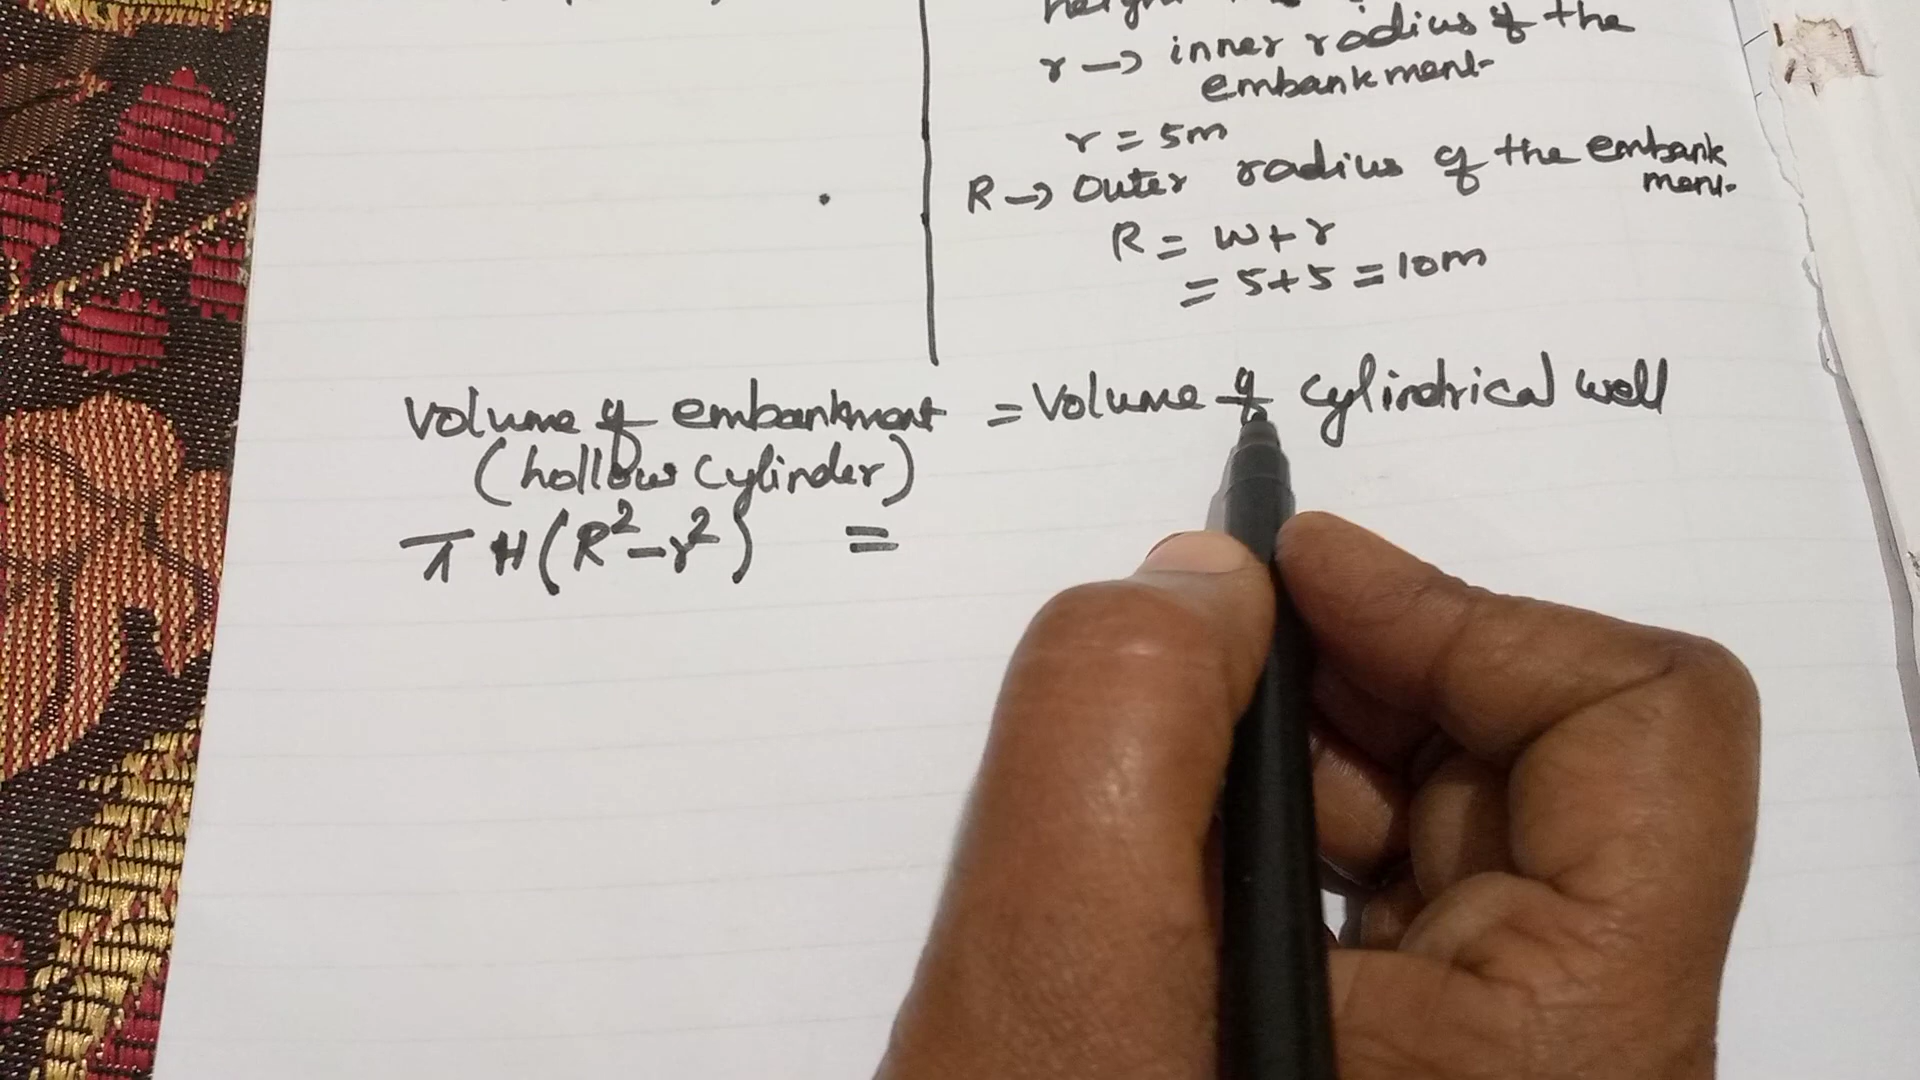 r → inner radius of the
embankment
r = 5m
R → Outer radius of the embank
ment
R = W+r
= 5+5 = 10m
Volume of embankment = Volume of cylindrical well
(hollow cylinder)
π H(R²-r²) =